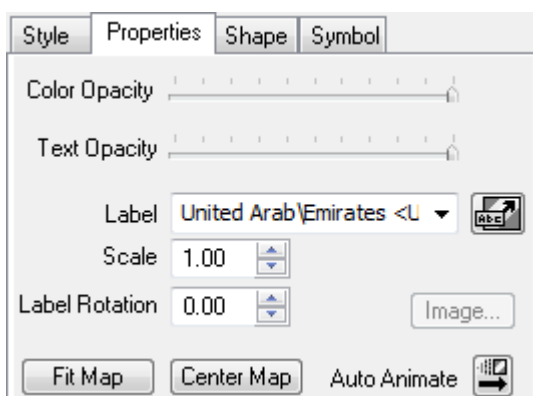 Style Properties Shape Symbol
Color Opacity
Text Opacity
Label United Arab\Emirates <U Abc
Scale 1.00
Label Rotation 0.00 Image...
Fit Map Center Map Auto Animate